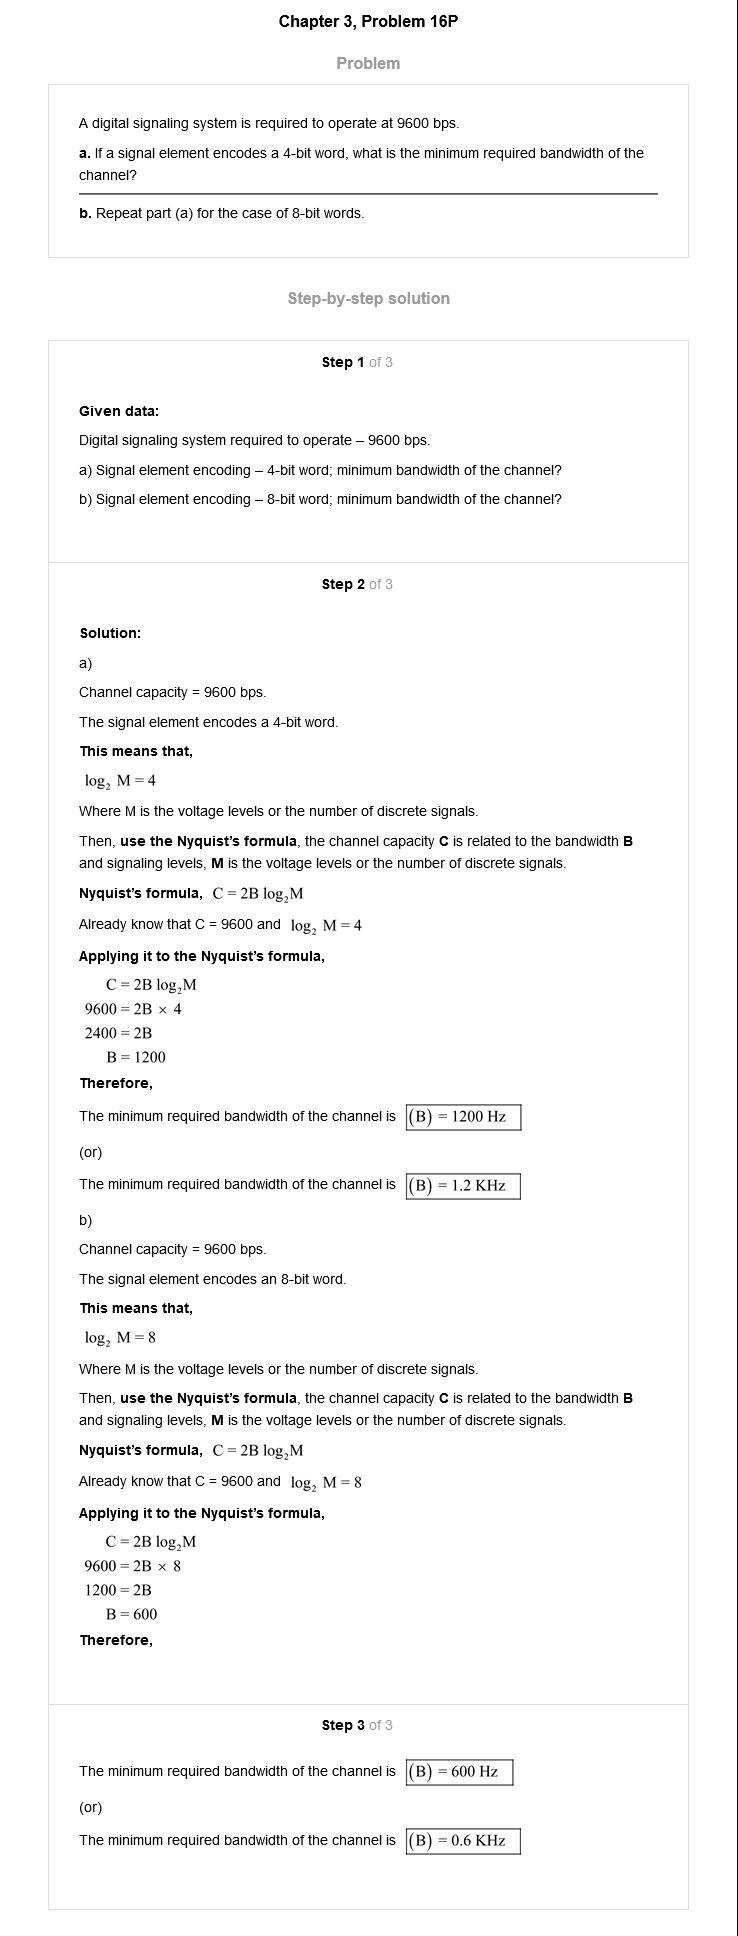 Chapter 3, Problem 16P
Problem
A digital signaling system is required to operate at 9600 bps.
a. If a signal element encodes a 4-bit word, what is the minimum required bandwidth of the
channel?
b. Repeat part (a) for the case of 8-bit words.
Step-by-step solution
Step 1 of 3
Given data:
Digital signaling system required to operate – 9600 bps.
a) Signal element encoding – 4-bit word; minimum bandwidth of the channel?
b) Signal element encoding – 8-bit word; minimum bandwidth of the channel?
Step 2 of 3
Solution:
a)
Channel capacity = 9600 bps.
The signal element encodes a 4-bit word.
This means that,
log₂ M = 4
Where M is the voltage levels or the number of discrete signals.
Then, use the Nyquist's formula, the channel capacity C is related to the bandwidth B
and signaling levels, M is the voltage levels or the number of discrete signals.
Nyquist's formula, C = 2B log₂M
Already know that C = 9600 and log₂ M = 4
Applying it to the Nyquist's formula,
C = 2B log₂M
9600 = 2B × 4
2400 = 2B
B = 1200
Therefore,
The minimum required bandwidth of the channel is (B) = 1200 Hz
(or)
The minimum required bandwidth of the channel is (B) = 1.2 KHz
b)
Channel capacity = 9600 bps.
The signal element encodes an 8-bit word.
This means that,
log₂ M = 8
Where M is the voltage levels or the number of discrete signals.
Then, use the Nyquist's formula, the channel capacity C is related to the bandwidth B
and signaling levels, M is the voltage levels or the number of discrete signals.
Nyquist's formula, C = 2B log₂M
Already know that C = 9600 and log₂ M = 8
Applying it to the Nyquist's formula,
C = 2B log₂M
9600 = 2B × 8
1200 = 2B
B = 600
Therefore,
Step 3 of 3
The minimum required bandwidth of the channel is (B) = 600 Hz
(or)
The minimum required bandwidth of the channel is (B) = 0.6 KHz